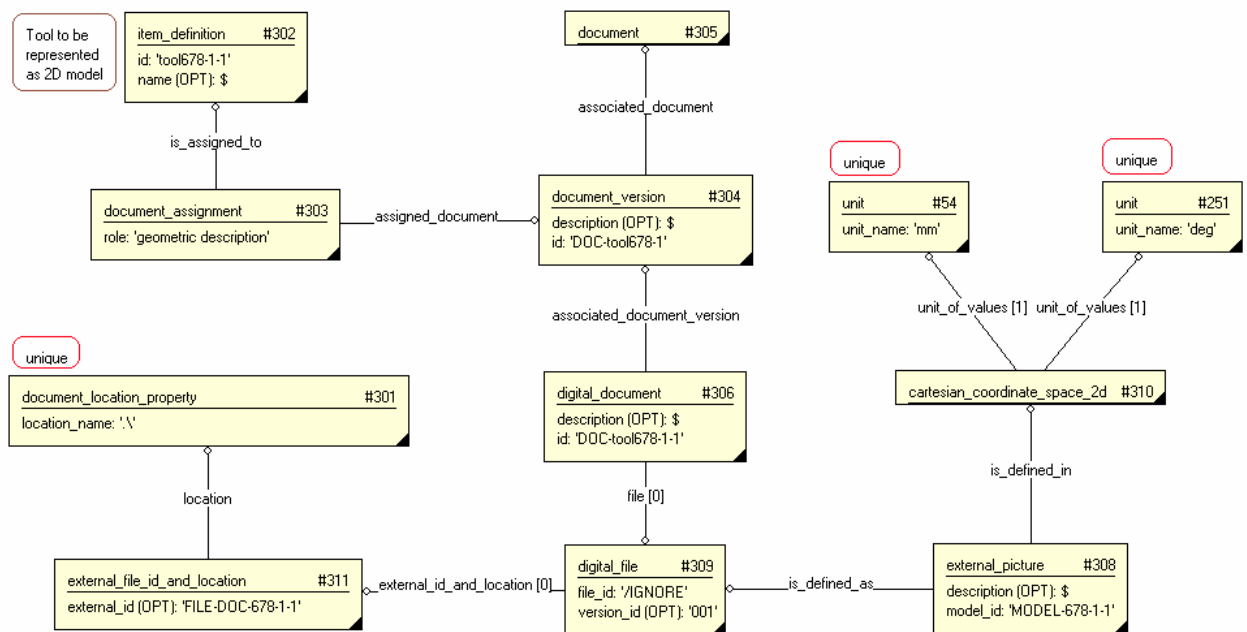 Tool to be
represented
as 2D model
item_definition #302
id: 'tool678-1-1'
name (OPT): $
document #305
is_assigned_to
associated_document
unique
unique
document_assignment #303
role: 'geometric description'
assigned_document
document_version #304
description (OPT): $
id: 'DOC-tool678-1'
unit #54
unit_name: 'mm'
unit #251
unit_name: 'deg'
unit_of_values [1]
unit_of_values [1]
associated_document_version
unique
document_location_property #301
location_name: '.\'
digital_document #306
description (OPT): $
id: 'DOC-tool678-1-1'
cartesian_coordinate_space_2d #310
location
file [0]
is_defined_in
external_file_id_and_location #311
external_id (OPT): 'FILE-DOC-678-1-1'
external_id_and_location [0]
digital_file #309
file_id: '/IGNORE'
version_id (OPT): '001'
is_defined_as
external_picture #308
description (OPT): $
model_id: 'MODEL-678-1-1'